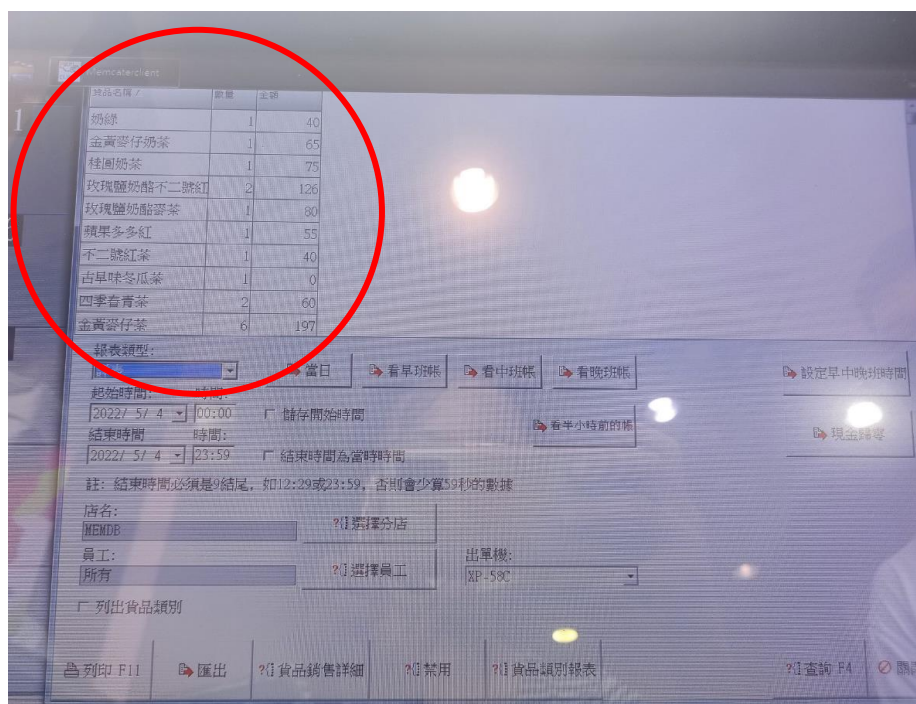 Memcaterclient
貨品名稱 / 數量 金額
奶綠 1 40
金黃麥仔奶茶 1 65
桂圓奶茶 1 75
玫瑰鹽奶酪不二號紅 2 126
玫瑰鹽奶酪麥茶 1 80
蘋果多多紅 1 55
不二號紅茶 1 40
古早味冬瓜茶 1 0
四季春青茶 2 60
金黃麥仔茶 6 197
報表類型:
當日 看早班帳 看中班帳 看晚班帳 設定早中晚班時間
起始時間: 時間:
2022/ 5/ 4 00:00 儲存開始時間
看半小時前的帳 現金歸零
結束時間 時間:
2022/ 5/ 4 23:59 結束時間為當時時間
註: 結束時間必須是9結尾, 如12:29或23:59, 否則會少算59秒的數據
店名:
MEMDB ?{} 選擇分店
員工: 出單機:
所有 ?{} 選擇員工 XP-58C
列出貨品類別
列印 F11 匯出 ?{} 貨品銷售詳細 ?{} 禁用 ?{} 貨品類別報表 ?{} 查詢 F4